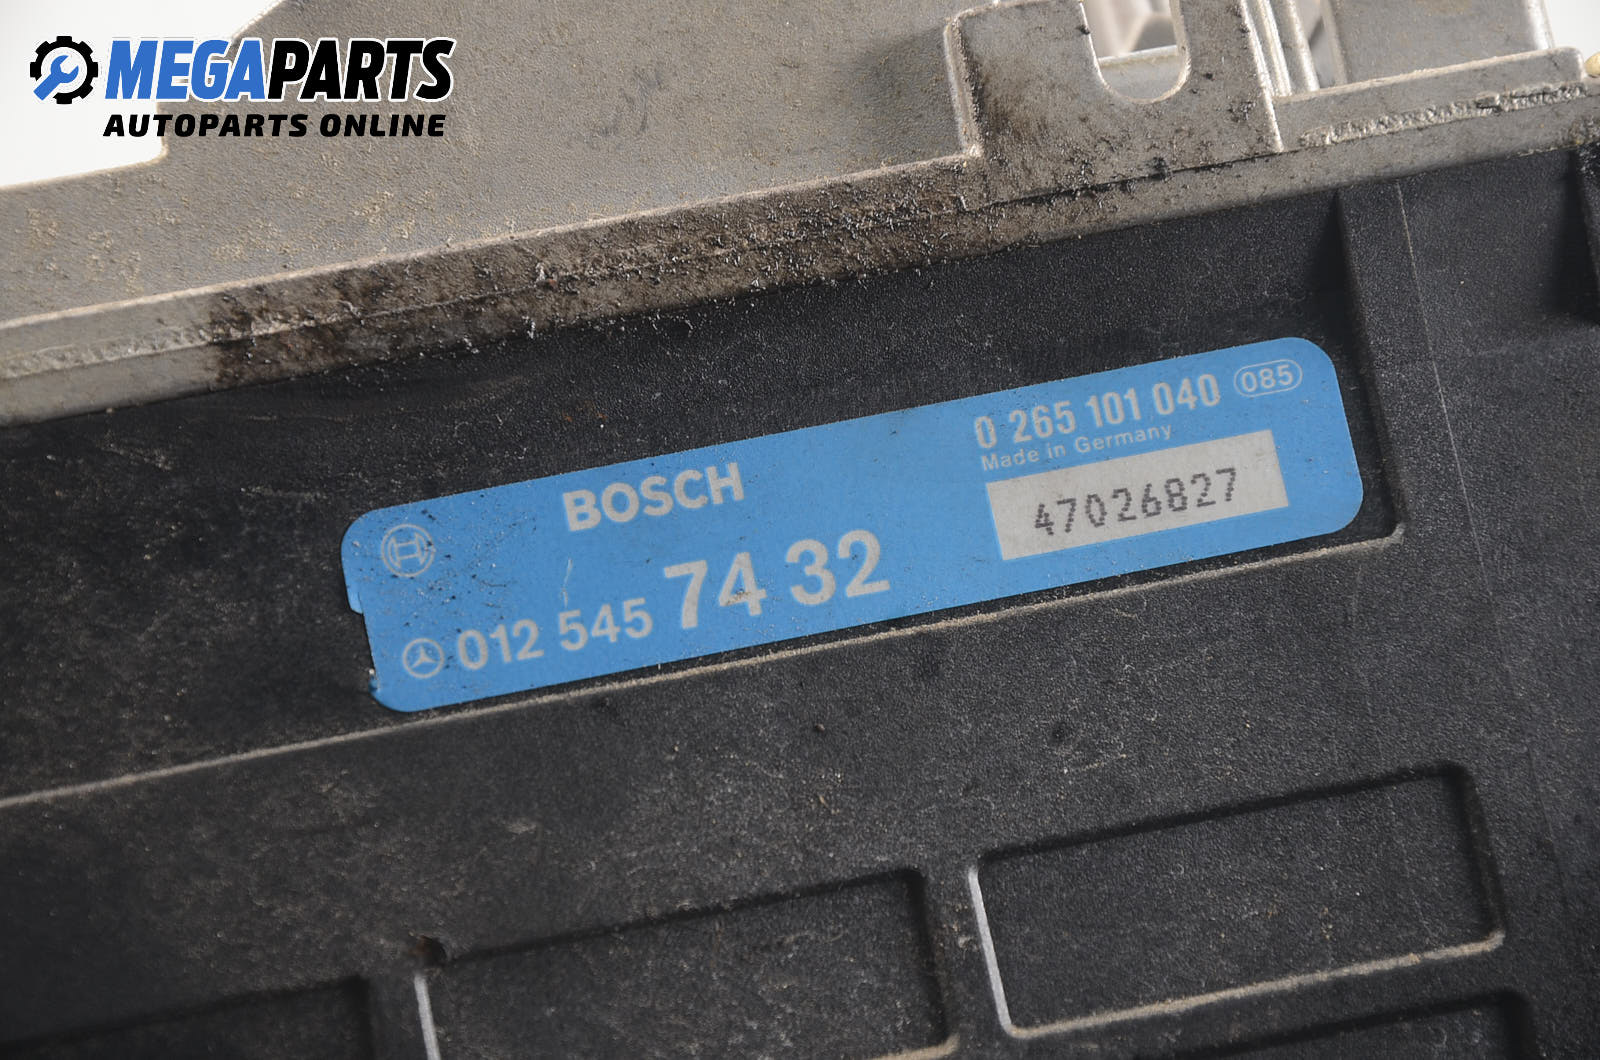 MEGAPARTS
AUTOPARTS ONLINE
0 265 101 040 085
Made in Germany
BOSCH
47026827
012 545 74 32